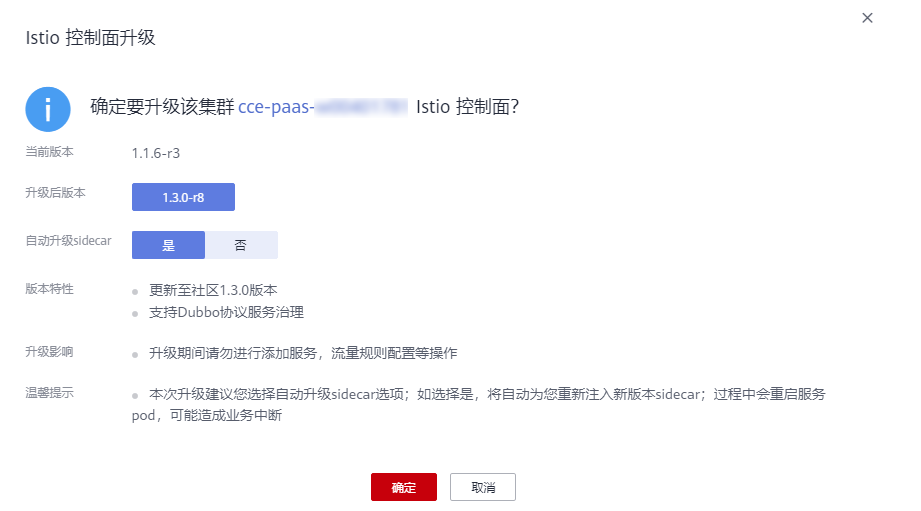 Istio 控制面升级
确定要升级该集群 cce-paas- Istio 控制面?
当前版本 1.1.6-r3
升级后版本 1.3.0-r8
自动升级sidecar 是 否
版本特性 更新至社区1.3.0版本
支持Dubbo协议服务治理
升级影响 升级期间请勿进行添加服务，流量规则配置等操作
温馨提示 本次升级建议您选择自动升级sidecar选项；如选择是，将自动为您重新注入新版本sidecar；过程中会重启服务
pod，可能造成业务中断
确定 取消